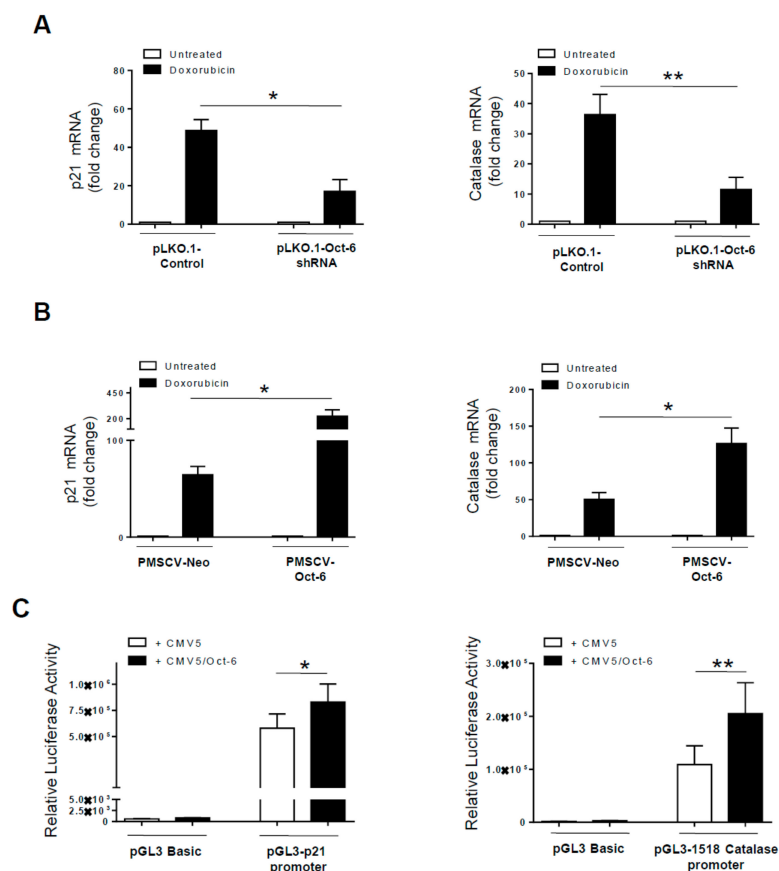 A
Untreated
Doxorubicin
p21 mRNA
(fold change)
80
60
40
20
0
*
pLKO.1-
Control
pLKO.1-Oct-6
shRNA
Untreated
Doxorubicin
Catalase mRNA
(fold change)
50
40
30
20
10
0
**
pLKO.1-
Control
pLKO.1-Oct-6
shRNA
B
Untreated
Doxorubicin
p21 mRNA
(fold change)
450
200
100
0
*
PMSCV-Neo
PMSCV-
Oct-6
Untreated
Doxorubicin
Catalase mRNA
(fold change)
200
150
100
50
0
*
PMSCV-Neo
PMSCV-
Oct-6
C
+ CMV5
+ CMV5/Oct-6
Relative Luciferase Activity
1.0×10⁶
7.5×10⁵
5.0×10⁵
5.0×10³
2.5×10³
0
*
pGL3 Basic
pGL3-p21
promoter
+ CMV5
+ CMV5/Oct-6
Relative Luciferase Activity
3.0×10⁵
2.0×10⁵
1.0×10⁵
0
**
pGL3 Basic
pGL3-1518 Catalase
promoter